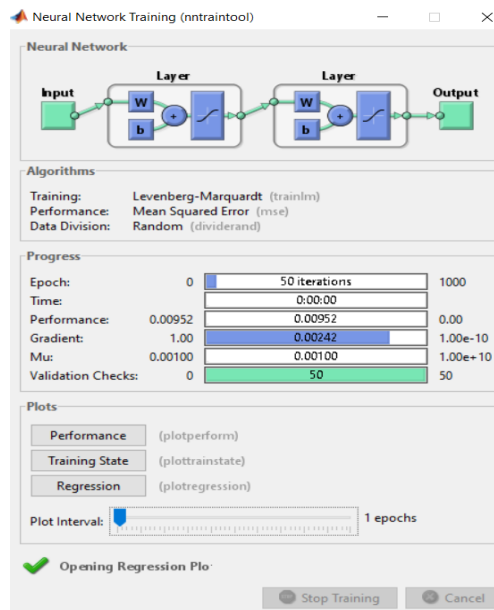 Neural Network Training (nntraintool)
Neural Network
Layer Layer
Input W b + W b + Output
Algorithms
Training: Levenberg-Marquardt (trainlm)
Performance: Mean Squared Error (mse)
Data Division: Random (dividerand)
Progress
Epoch: 0 50 iterations 1000
Time: 0:00:00
Performance: 0.00952 0.00952 0.00
Gradient: 1.00 0.00242 1.00e-10
Mu: 0.00100 0.00100 1.00e+10
Validation Checks: 0 50 50
Plots
Performance (plotperform)
Training State (plottrainstate)
Regression (plotregression)
Plot Interval: 1 epochs
Opening Regression Plo
Stop Training Cancel